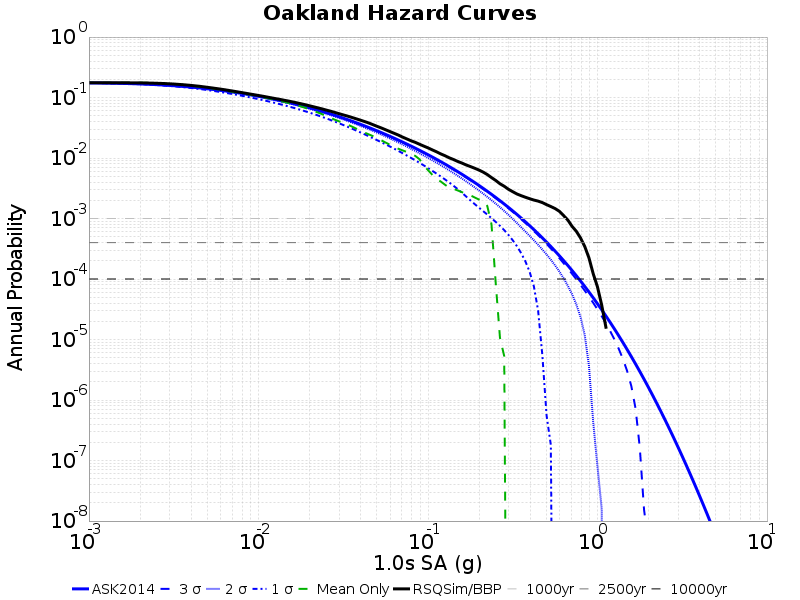 Oakland Hazard Curves
10^0
10^-1
10^-2
10^-3
10^-4
10^-5
10^-6
10^-7
10^-8
Annual Probability
10^-3 10^-2 10^-1 10^0 10^1
1.0s SA (g)
ASK2014 3 σ 2 σ 1 σ Mean Only RSQSim/BBP 1000yr 2500yr 10000yr